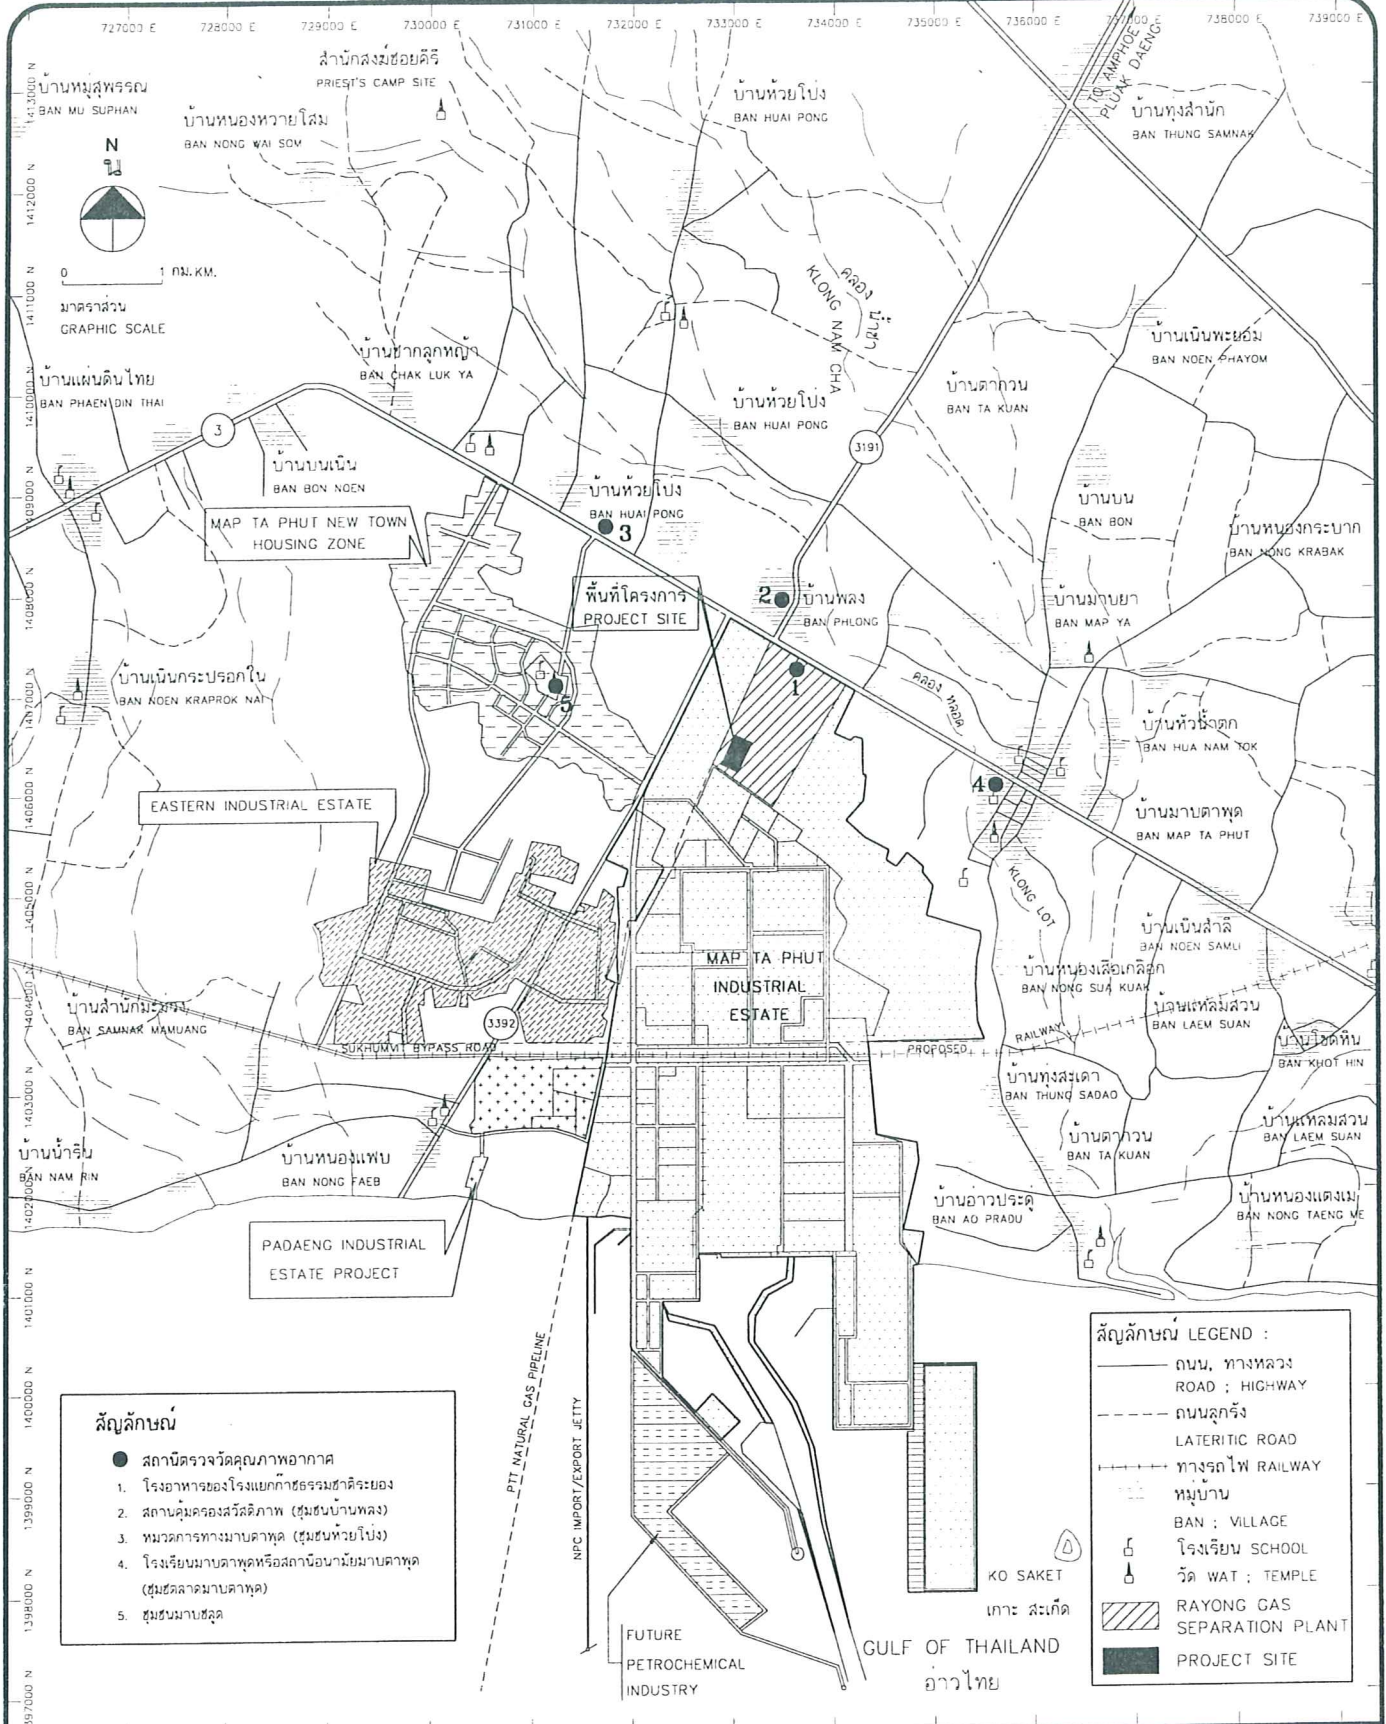 727000 E
728000 E
729000 E
730000 E
731000 E
732000 E
733000 E
734000 E
735000 E
736000 E
737000 E
738000 E
739000 E
TO AMPHOE
PLUAK DAENG
สำนักสงฆ์ซอยคีรี
PRIEST'S CAMP SITE
บ้านหมู่สุพรรณ
BAN MU SUPHAN
บ้านหนองหวายโสม
BAN NONG WAI SOM
บ้านห้วยโป่ง
BAN HUAI PONG
บ้านทุ่งสำนัก
BAN THUNG SAMNAK
N
น
0
1 กม.KM.
มาตราส่วน
GRAPHIC SCALE
1413000 N
1412000 N
1411000 N
1410000 N
1409000 N
1408000 N
1407000 N
1406000 N
1405000 N
1404000 N
1403000 N
1402000 N
1401000 N
1400000 N
1399000 N
1398000 N
397000 N
คลอง น้ำชา
KLONG NAM CHA
บ้านชากลูกหญ้า
BAN CHAK LUK YA
บ้านเนินพะยอม
BAN NOEN PHAYOM
บ้านแผ่นดินไทย
BAN PHAEN DIN THAI
บ้านตากวน
BAN TA KUAN
บ้านห้วยโป่ง
BAN HUAI PONG
3
3191
บ้านบนเนิน
BAN BON NOEN
บ้านห้วยโป่ง
BAN HUAI PONG
3
บ้านบน
BAN BON
MAP TA PHUT NEW TOWN
HOUSING ZONE
บ้านหนองกระบาก
BAN NONG KRABAK
พื้นที่โครงการ
PROJECT SITE
2
บ้านพลง
BAN PHLONG
บ้านมาบยา
BAN MAP YA
บ้านเนินกระปรอกใน
BAN NOEN KRAPROK NAI
5
1
คลอง หลอด
บ้านหัวน้ำตก
BAN HUA NAM TOK
4
EASTERN INDUSTRIAL ESTATE
บ้านมาบตาพุด
BAN MAP TA PHUT
KLONG LOT
บ้านเนินสำลี
BAN NOEN SAMLI
MAP TA PHUT
INDUSTRIAL
ESTATE
บ้านหนองเสือเกลือก
BAN NONG SUA KUAK
บ้านสำนักมะม่วง
BAN SAMNAK MAMUANG
บ้านแหลมสวน
BAN LAEM SUAN
3392
SUKHUMVIT BYPASS ROAD
PROPOSED
RAILWAY
บ้านโขดหิน
BAN KHOT HIN
บ้านทุ่งสะเดา
BAN THUNG SADAO
บ้านแหลมสวน
BAN LAEM SUAN
บ้านตากวน
BAN TA KUAN
บ้านน้ำริน
BAN NAM RIN
บ้านหนองแฟบ
BAN NONG FAEB
บ้านอ่าวประดู่
BAN AO PRADU
บ้านหนองแตงเม
BAN NONG TAENG ME
PADAENG INDUSTRIAL
ESTATE PROJECT
PTT NATURAL GAS PIPELINE
NPC IMPORT/EXPORT JETTY
สัญลักษณ์
สถานีตรวจวัดคุณภาพอากาศ
1. โรงอาหารของโรงแยกก๊าซธรรมชาติระยอง
2. สถานคุ้มครองสวัสดิภาพ (ชุมชนบ้านพลง)
3. หมวดการทางมาบตาพุด (ชุมชนห้วยโป่ง)
4. โรงเรียนมาบตาพุดหรือสถานีอนามัยมาบตาพุด
(ชุมชตลาดมาบตาพุด)
5. ชุมชนมาบชลูด
FUTURE
PETROCHEMICAL
INDUSTRY
KO SAKET
เกาะ สะเก็ด
GULF OF THAILAND
อ่าวไทย
สัญลักษณ์ LEGEND :
ถนน, ทางหลวง
ROAD ; HIGHWAY
ถนนลูกรัง
LATERITIC ROAD
ทางรถไฟ RAILWAY
หมู่บ้าน
BAN ; VILLAGE
โรงเรียน SCHOOL
วัด WAT ; TEMPLE
RAYONG GAS
SEPARATION PLANT
PROJECT SITE